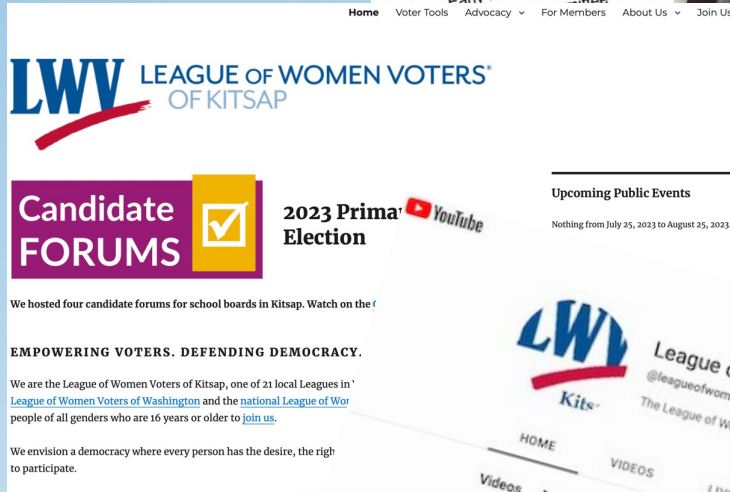 Home Voter Tools Advocacy For Members About Us Join Us
LWV LEAGUE OF WOMEN VOTERS®
OF KITSAP
Candidate
FORUMS
2023
Election
Upcoming Public Events
Nothing from July 25, 2023 to August 25, 2023.
We hosted four candidate forums for school boards in Kitsap. Watch on the
EMPOWERING VOTERS. DEFENDING DEMOCRACY.
We are the League of Women Voters of Kitsap, one of 21 local Leagues in
League of Women Voters of Washington and the national League of
people of all genders who are 16 years or older to join us.
We envision a democracy where every person has the desire, the
to participate.
YouTube
LWV
Kits
League
@leagueofwom
The League of
HOME VIDEOS
Videos